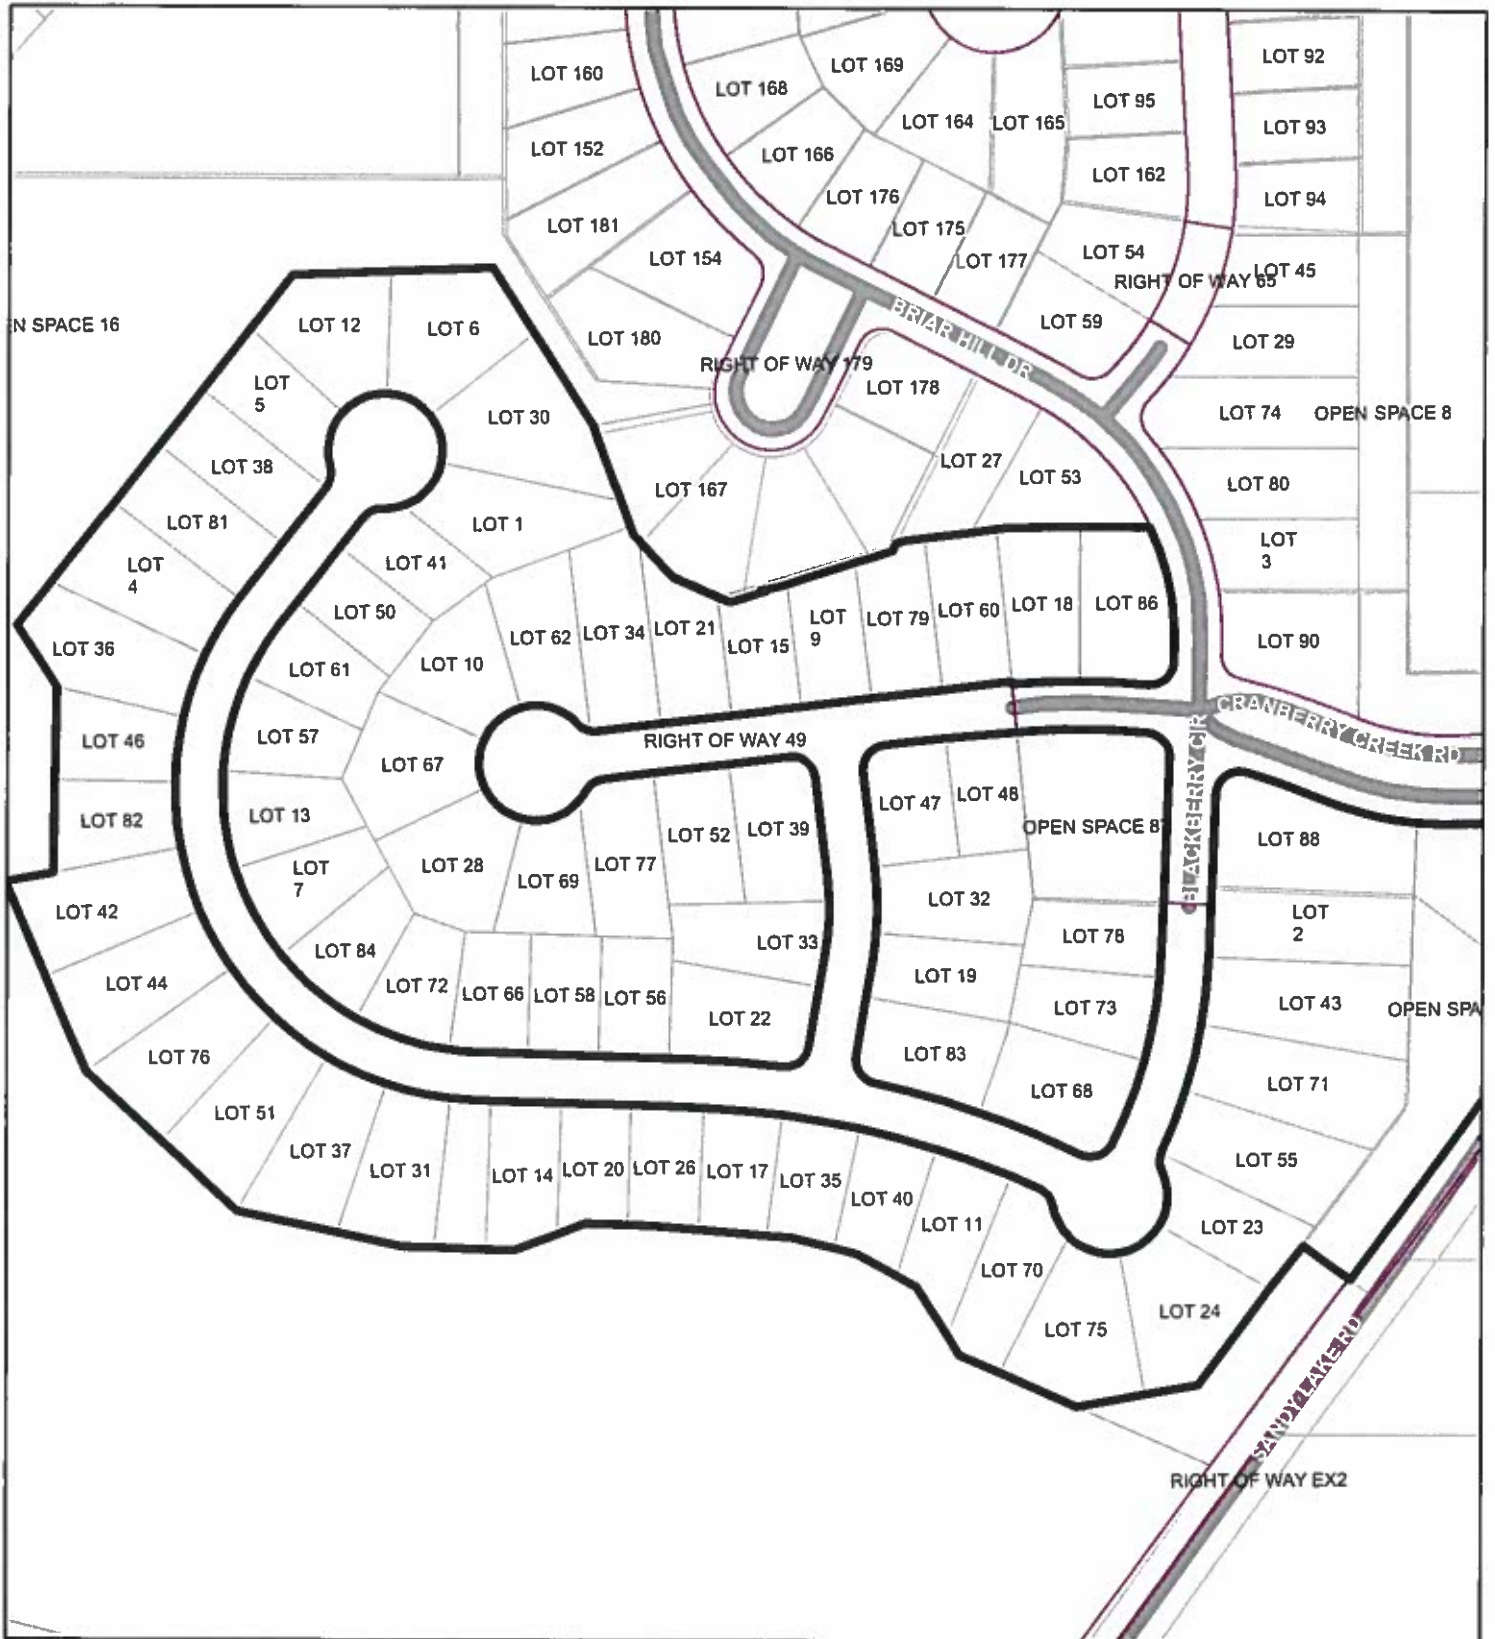 LOT 92
LOT 169
LOT 160
LOT 168
LOT 95
LOT 164
LOT 165
LOT 93
LOT 152
LOT 166
LOT 162
LOT 176
LOT 94
LOT 181
LOT 175
LOT 154
LOT 177
LOT 54
LOT 45
RIGHT OF WAY 65
N SPACE 16
LOT 12
LOT 6
LOT 180
BRIAR HILL DR
LOT 59
LOT 29
RIGHT OF WAY 179
LOT
5
LOT 178
LOT 30
LOT 74
OPEN SPACE 8
LOT 38
LOT 27
LOT 53
LOT 167
LOT 80
LOT 81
LOT 1
LOT
3
LOT 41
LOT
4
LOT 50
LOT 62
LOT 34
LOT 21
LOT 15
LOT
9
LOT 79
LOT 60
LOT 18
LOT 86
LOT 36
LOT 61
LOT 10
LOT 90
LOT 46
LOT 57
LOT 67
RIGHT OF WAY 49
CRANBERRY CREEK RD
BLACKBERRY CIR
LOT 82
LOT 13
LOT 52
LOT 39
LOT 47
LOT 48
OPEN SPACE 8
LOT 88
LOT
7
LOT 28
LOT 69
LOT 77
LOT 32
LOT 42
LOT
2
LOT 84
LOT 33
LOT 78
LOT 44
LOT 72
LOT 66
LOT 58
LOT 56
LOT 22
LOT 19
LOT 73
LOT 43
OPEN SPA
LOT 76
LOT 83
LOT 68
LOT 71
LOT 51
LOT 37
LOT 31
LOT 14
LOT 20
LOT 26
LOT 17
LOT 35
LOT 40
LOT 11
LOT 55
LOT 23
LOT 70
LOT 75
LOT 24
SANDY LAKE RD
RIGHT OF WAY EX2